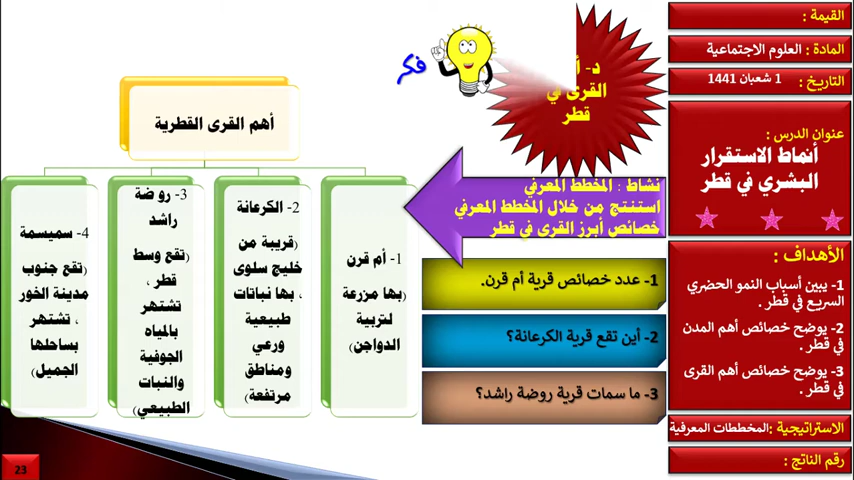 القيمة :
المادة : العلوم الاجتماعية
التاريخ : 1 شعبان 1441
عنوان الدرس :
أنماط الاستقرار
البشري في قطر
الأهداف :
1- يبين أسباب النمو الحضري
السريع في قطر .
2- يوضح خصائص أهم المدن
في قطر .
3- يوضح خصائص أهم القرى
في قطر .
الاستراتيجية :المخططات المعرفية
رقم الناتج :
د- أ
القرى في
قطر
فكر
نشاط : المخطط المعرفي
استنتج من خلال المخطط المعرفي
خصائص أبرز القرى في قطر
1- عدد خصائص قرية أم قرن.
2- أين تقع قرية الكرعانة؟
3- ما سمات قرية روضة راشد؟
أهم القرى القطرية
1- أم قرن
(بها مزرعة
لتربية
الدواجن)
2- الكرعانة
(قريبة من
خليج سلوى
، بها نباتات
طبيعية
ورعي
ومناطق
مرتفعة)
3- روضة
راشد
(تقع وسط
قطر ،
تشتهر
بالمياه
الجوفية
والنبات
الطبيعي)
4- سميسمة
(تقع جنوب
مدينة الخور
، تشتهر
بساحلها
الجميل)
23